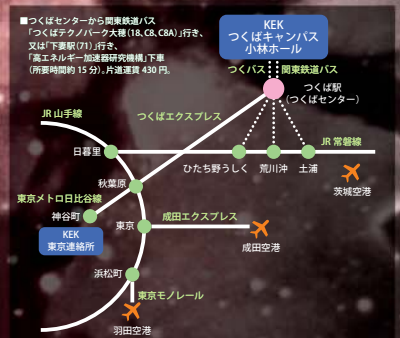 ■つくばセンターから関東鉄道バス
「つくばテクノパーク大穂（18、C8、C8A）」行き、
又は「下妻駅（71）」行き、
「高エネルギー加速器研究機構」下車
（所要時間約 15 分）。片道運賃 430 円。
KEK
つくばキャンパス
小林ホール
つくバス
関東鉄道バス
つくば駅
（つくばセンター）
JR 山手線
つくばエクスプレス
JR 常磐線
日暮里
ひたち野うしく
荒川沖
土浦
茨城空港
秋葉原
東京メトロ日比谷線
神谷町
KEK
東京連絡所
東京
成田エクスプレス
成田空港
浜松町
東京モノレール
羽田空港